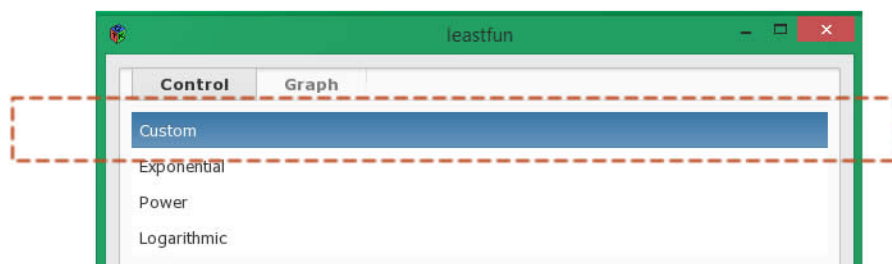 leastfun
Control Graph
Custom
Exponential
Power
Logarithmic